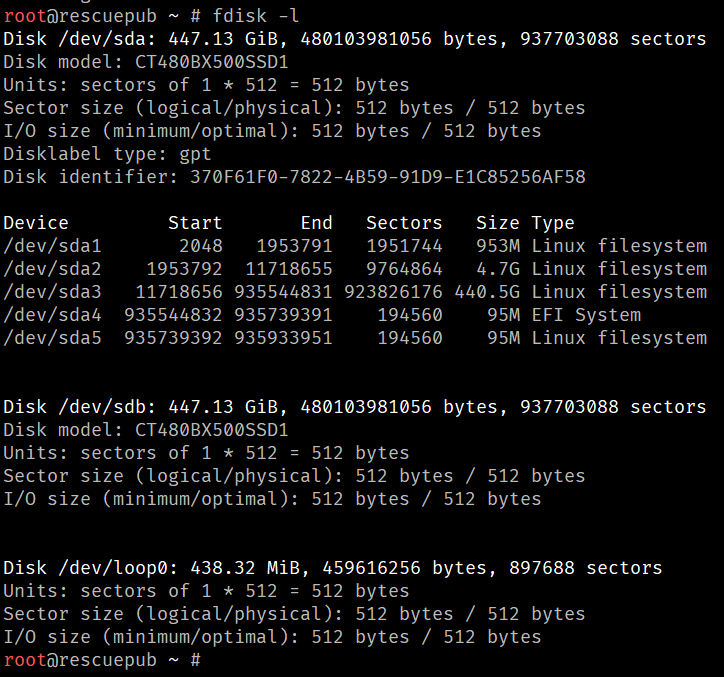 root@rescuepub ~ # fdisk -l
Disk /dev/sda: 447.13 GiB, 480103981056 bytes, 937703088 sectors
Disk model: CT480BX500SSD1
Units: sectors of 1 * 512 = 512 bytes
Sector size (logical/physical): 512 bytes / 512 bytes
I/O size (minimum/optimal): 512 bytes / 512 bytes
Disklabel type: gpt
Disk identifier: 370F61F0-7822-4B59-91D9-E1C85256AF58
Device Start End Sectors Size Type
/dev/sda1 2048 1953791 1951744 953M Linux filesystem
/dev/sda2 1953792 11718655 9764864 4.7G Linux filesystem
/dev/sda3 11718656 935544831 923826176 440.5G Linux filesystem
/dev/sda4 935544832 935739391 194560 95M EFI System
/dev/sda5 935739392 935933951 194560 95M Linux filesystem
Disk /dev/sdb: 447.13 GiB, 480103981056 bytes, 937703088 sectors
Disk model: CT480BX500SSD1
Units: sectors of 1 * 512 = 512 bytes
Sector size (logical/physical): 512 bytes / 512 bytes
I/O size (minimum/optimal): 512 bytes / 512 bytes
Disk /dev/loop0: 438.32 MiB, 459616256 bytes, 897688 sectors
Units: sectors of 1 * 512 = 512 bytes
Sector size (logical/physical): 512 bytes / 512 bytes
I/O size (minimum/optimal): 512 bytes / 512 bytes
root@rescuepub ~ #